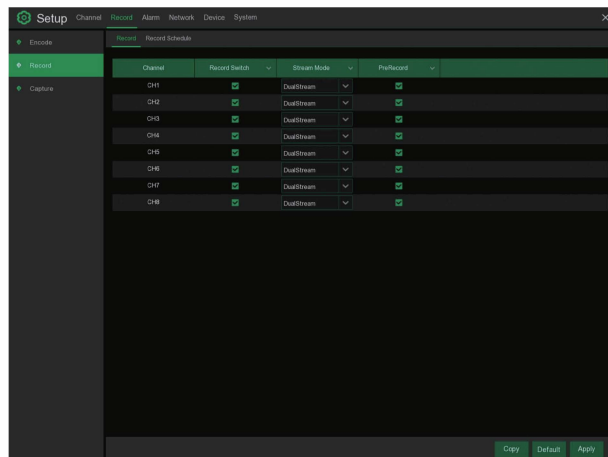 Setup Channel Record Alarm Network Device System
Encode
Record
Capture
Record Record Schedule
Channel Record Switch Stream Mode PreRecord
CH1 DualStream
CH2 DualStream
CH3 DualStream
CH4 DualStream
CH5 DualStream
CH6 DualStream
CH7 DualStream
CH8 DualStream
Copy Default Apply